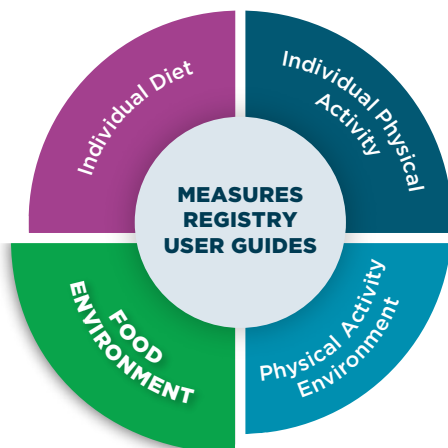 Individual Diet
Individual Physical
Activity
MEASURES
REGISTRY
USER GUIDES
FOOD
ENVIRONMENT
Physical Activity
Environment